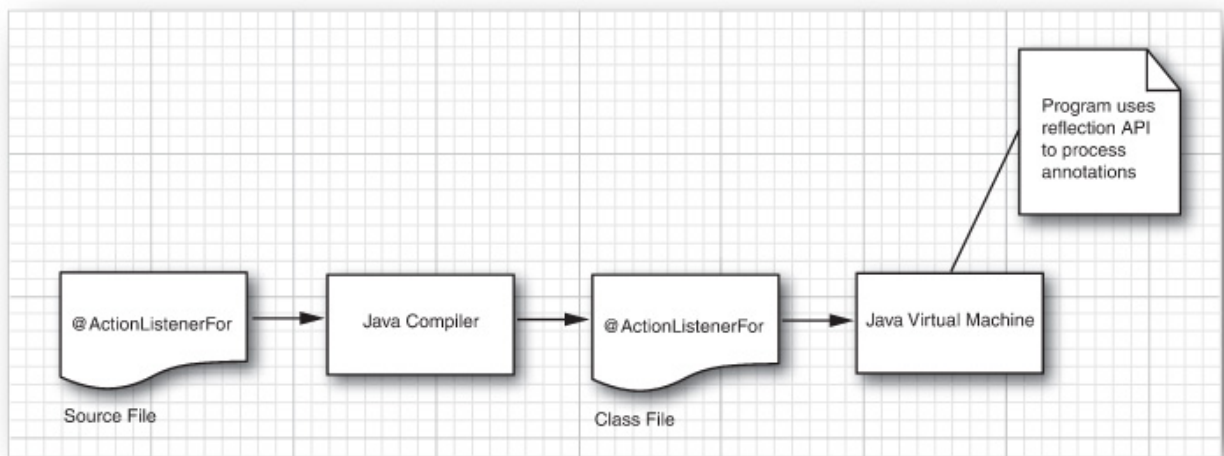 Program uses
reflection API
to process
annotations
@ActionListenerFor
Java Compiler
@ActionListenerFor
Java Virtual Machine
Source File
Class File